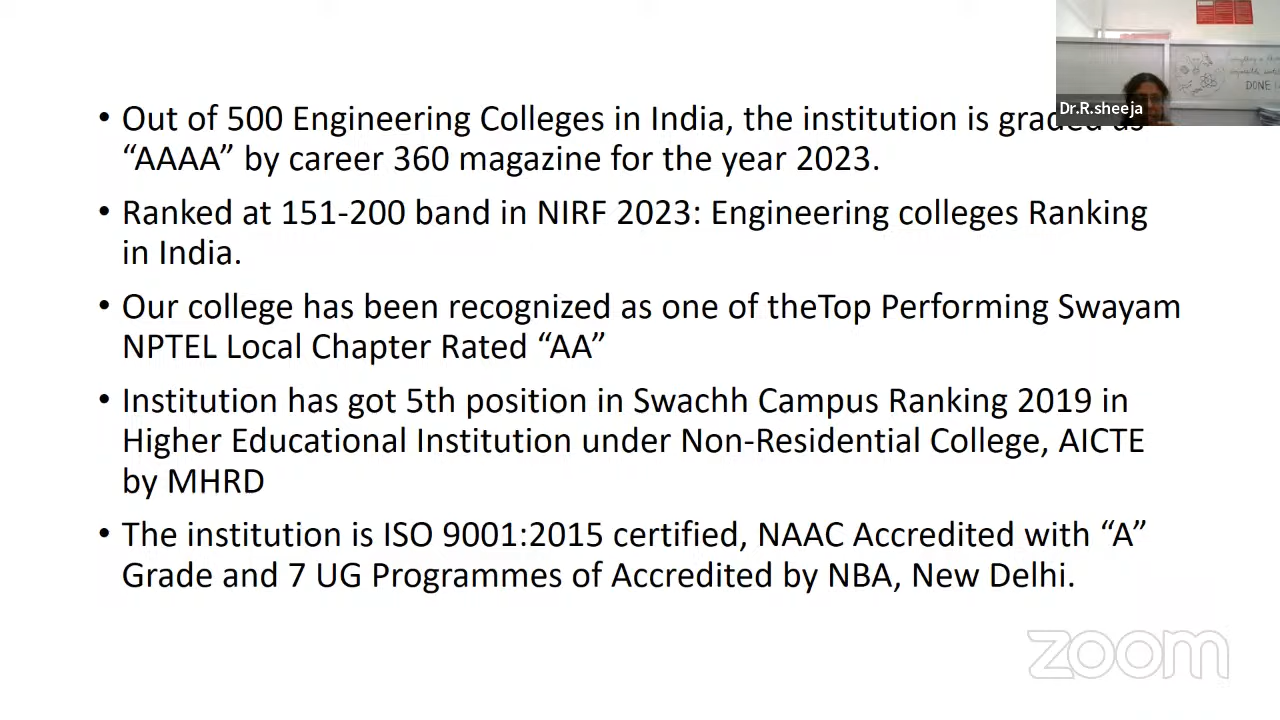 • Out of 500 Engineering Colleges in India, the institution is graded as
“AAAA” by career 360 magazine for the year 2023.
• Ranked at 151-200 band in NIRF 2023: Engineering colleges Ranking
in India.
• Our college has been recognized as one of theTop Performing Swayam
NPTEL Local Chapter Rated “AA”
• Institution has got 5th position in Swachh Campus Ranking 2019 in
Higher Educational Institution under Non-Residential College, AICTE
by MHRD
• The institution is ISO 9001:2015 certified, NAAC Accredited with “A”
Grade and 7 UG Programmes of Accredited by NBA, New Delhi.
Dr.R.sheeja
DONE
zoom